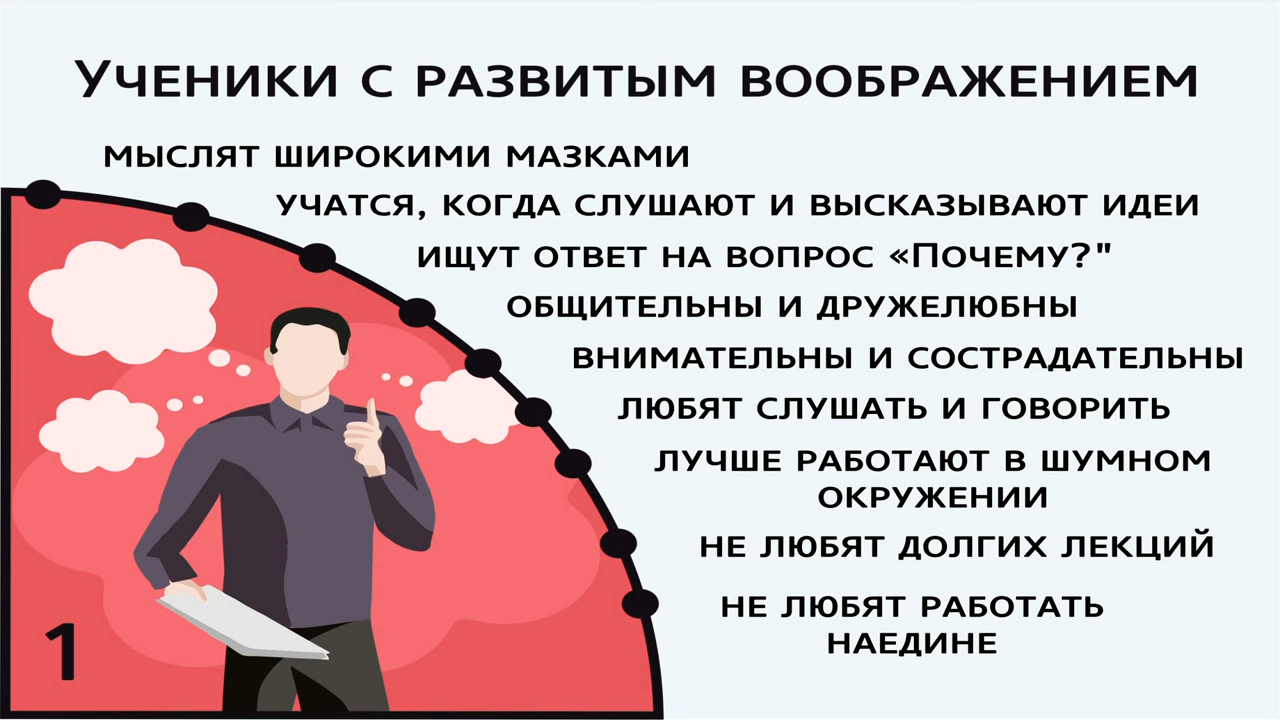 Ученики с развитым воображением
мыслят широкими мазками
учатся, когда слушают и высказывают идеи
ищут ответ на вопрос «Почему?"
общительны и дружелюбны
внимательны и сострадательны
любят слушать и говорить
лучше работают в шумном
окружении
не любят долгих лекций
не любят работать
наедине
1